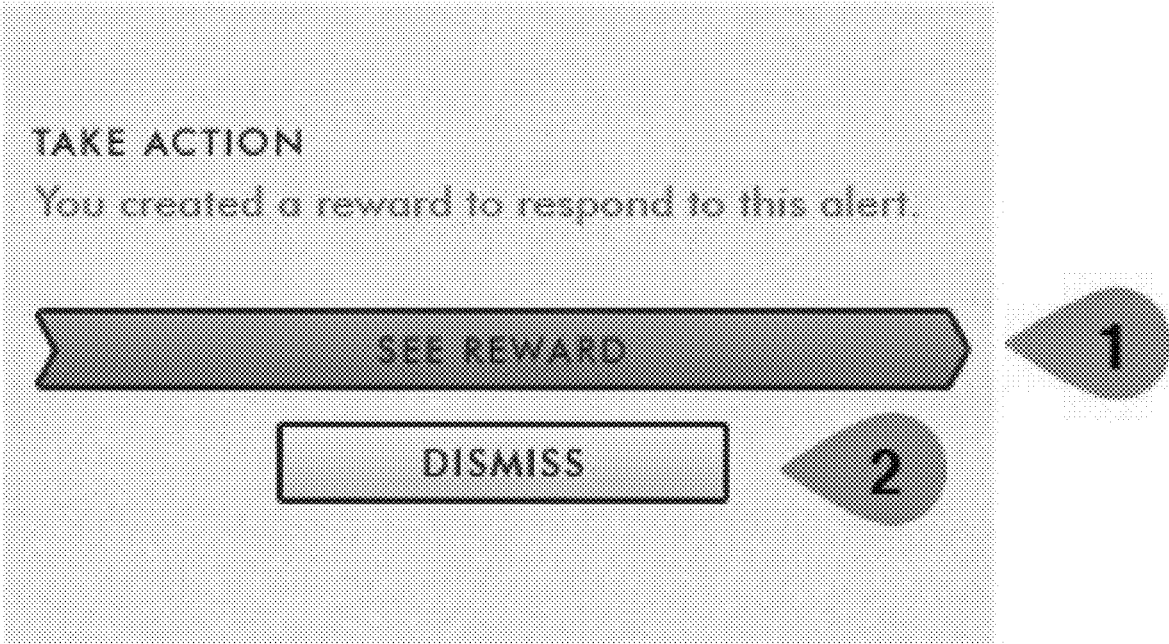 TAKE ACTION
You created a reward to respond to this alert.
SEE REWARD
1
DISMISS
2